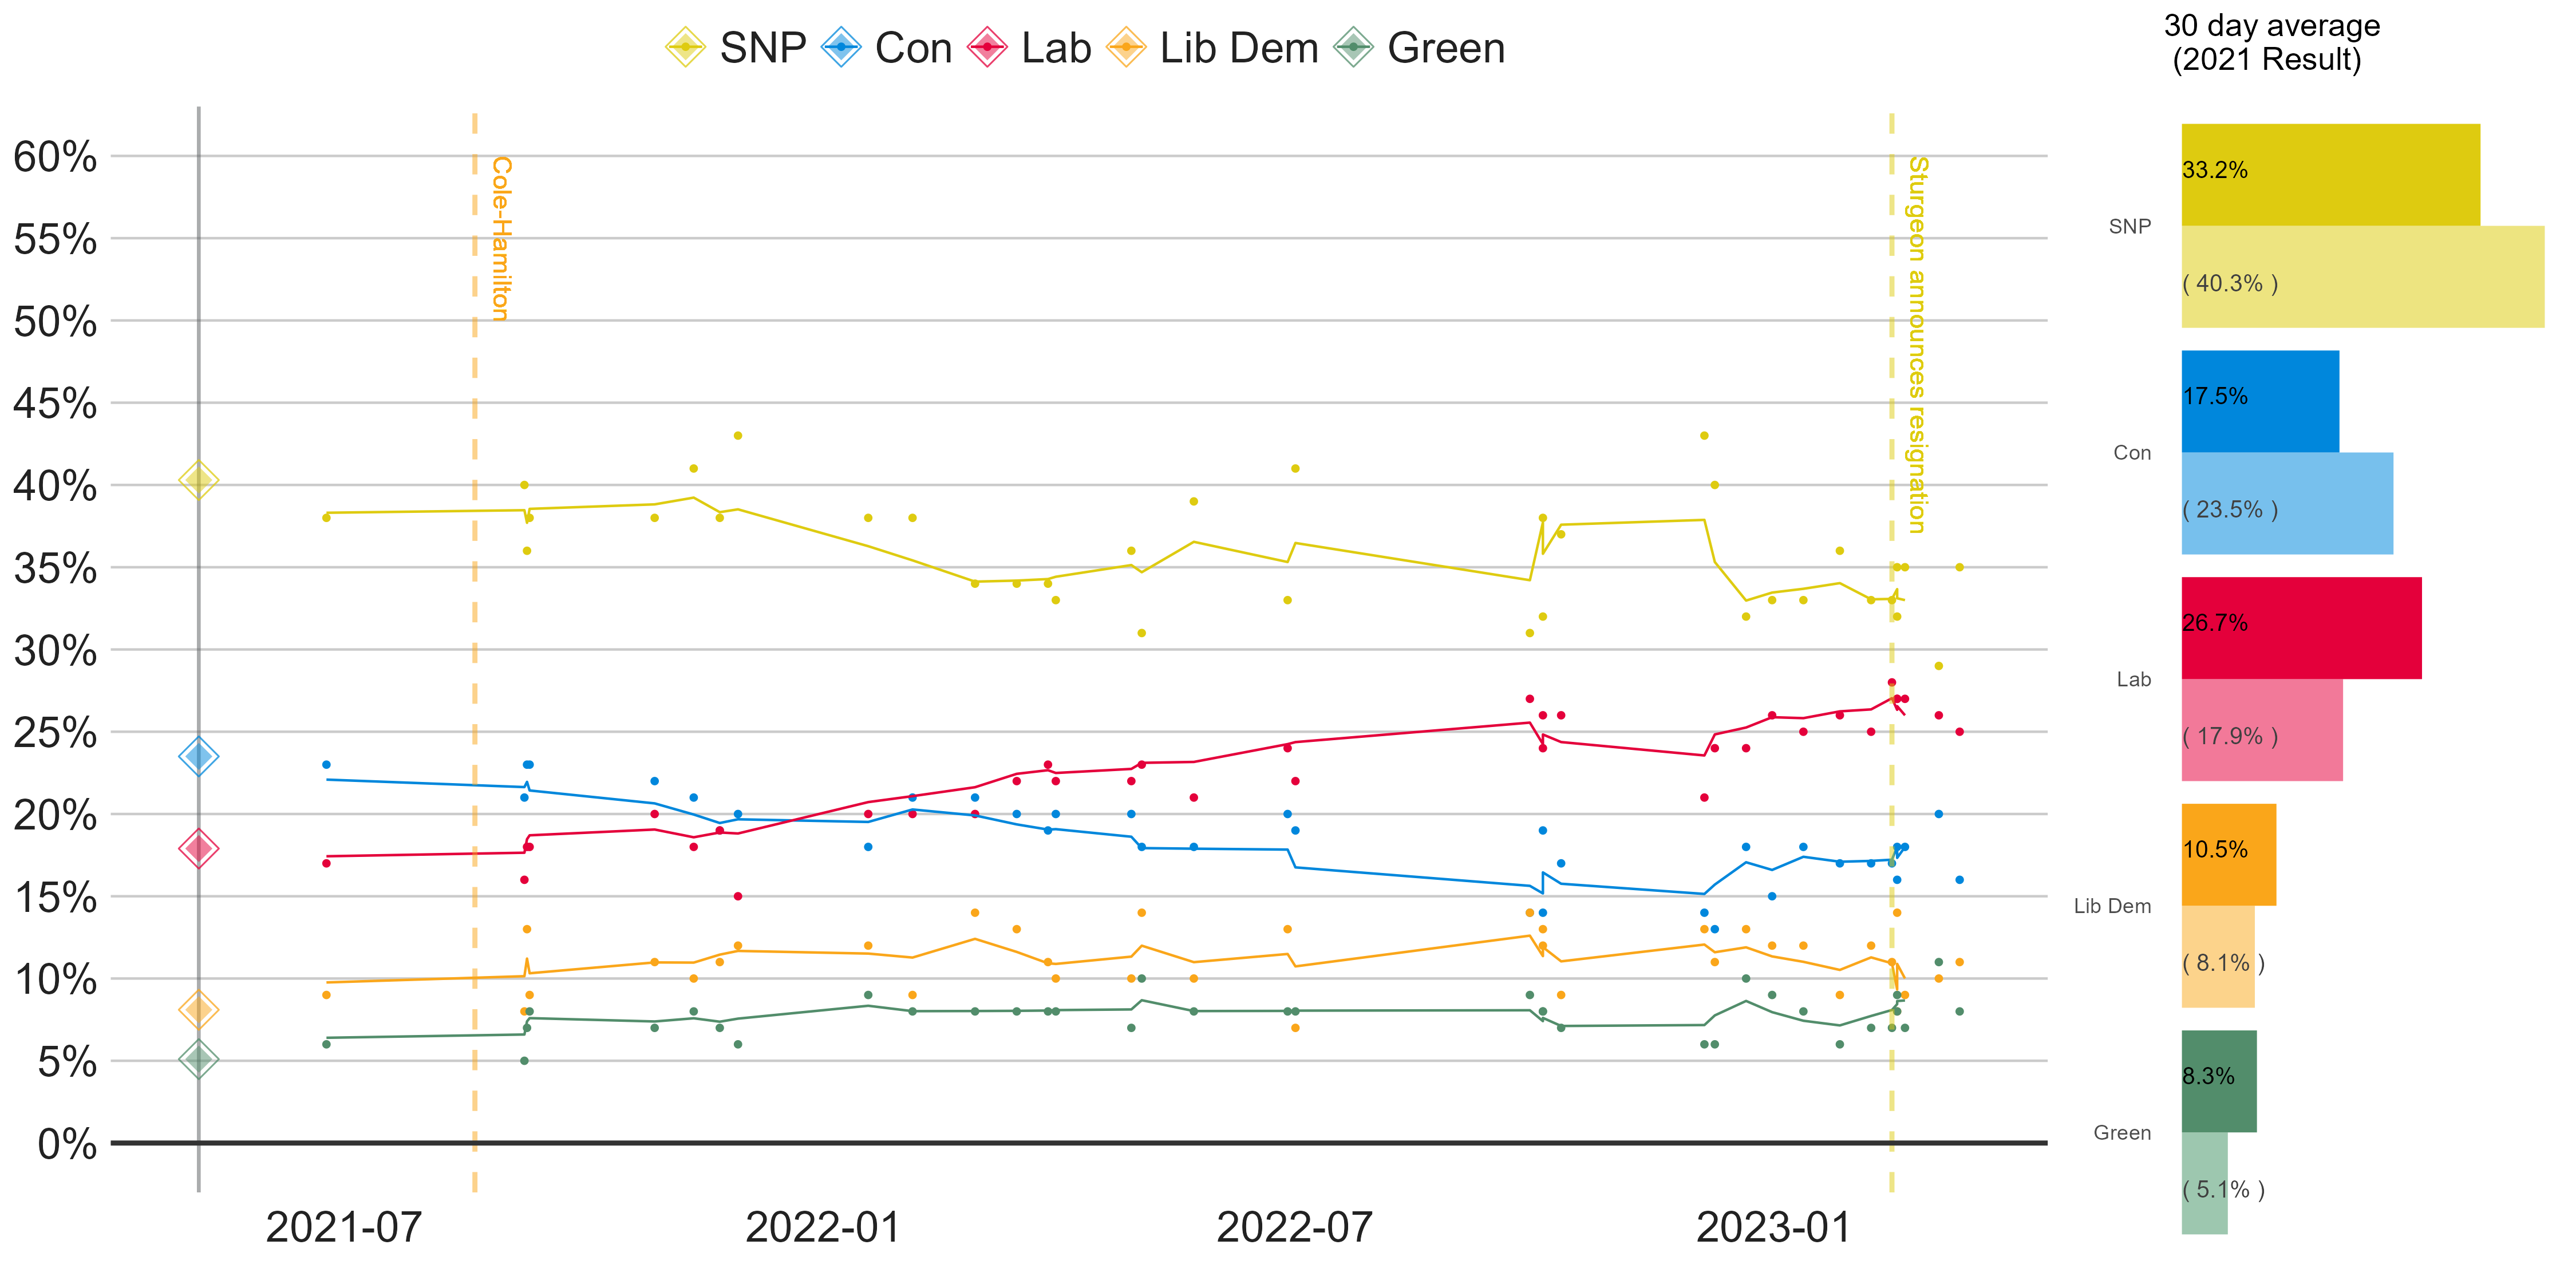 SNP Con Lab Lib Dem Green
30 day average
(2021 Result)
60%
55%
50%
45%
40%
35%
30%
25%
20%
15%
10%
5%
0%
Cole-Hamilton
Sturgeon announces resignation
2021-07 2022-01 2022-07 2023-01
SNP
33.2%
( 40.3% )
Con
17.5%
( 23.5% )
Lab
26.7%
( 17.9% )
Lib Dem
10.5%
( 8.1% )
Green
8.3%
( 5.1% )